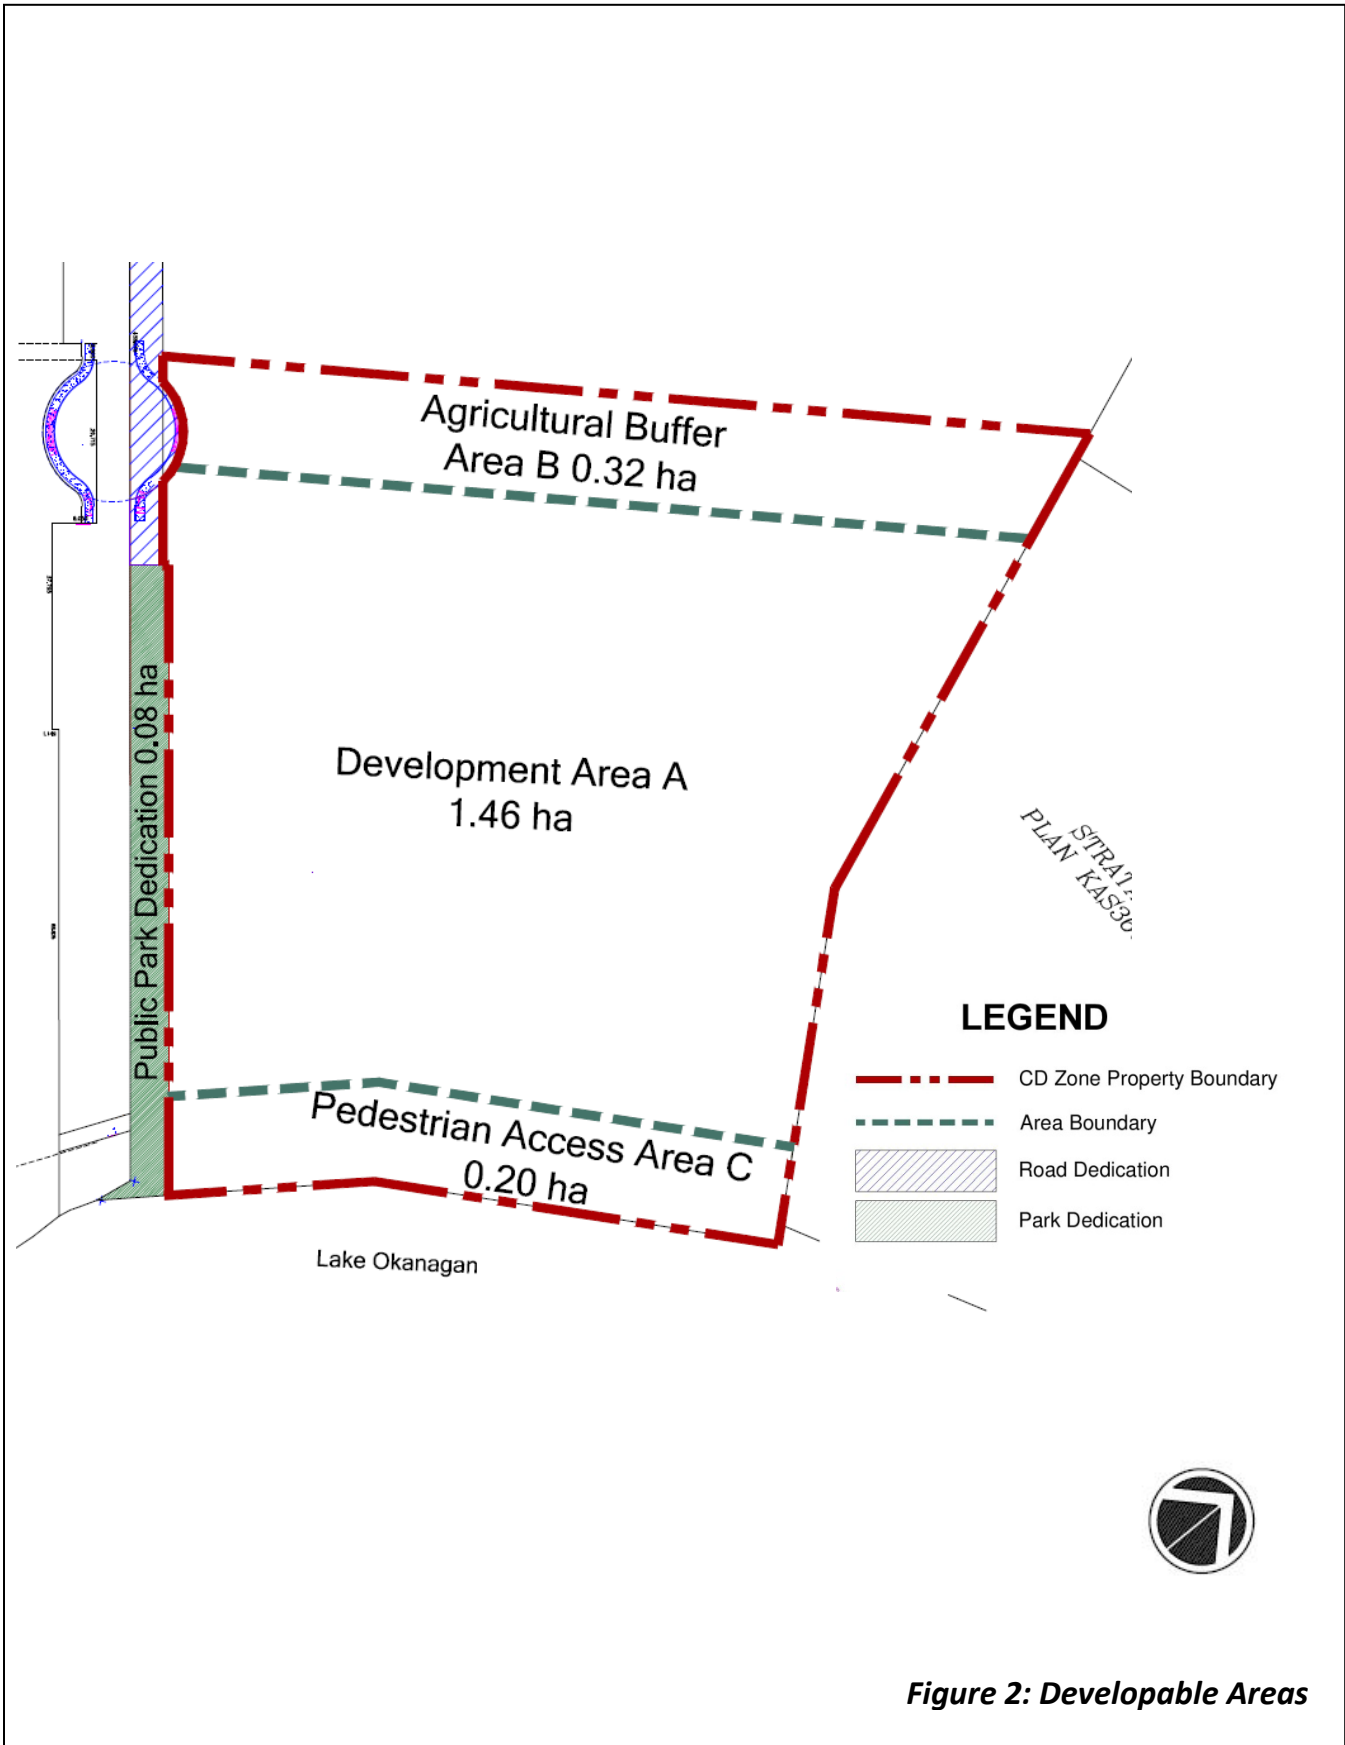 Agricultural Buffer
Area B 0.32 ha
Public Park Dedication 0.08 ha
Development Area A
1.46 ha
PLAN
Pedestrian Access Area C
0.20 ha
Lake Okanagan
LEGEND
CD Zone Property Boundary
Area Boundary
Road Dedication
Park Dedication
Figure 2: Developable Areas